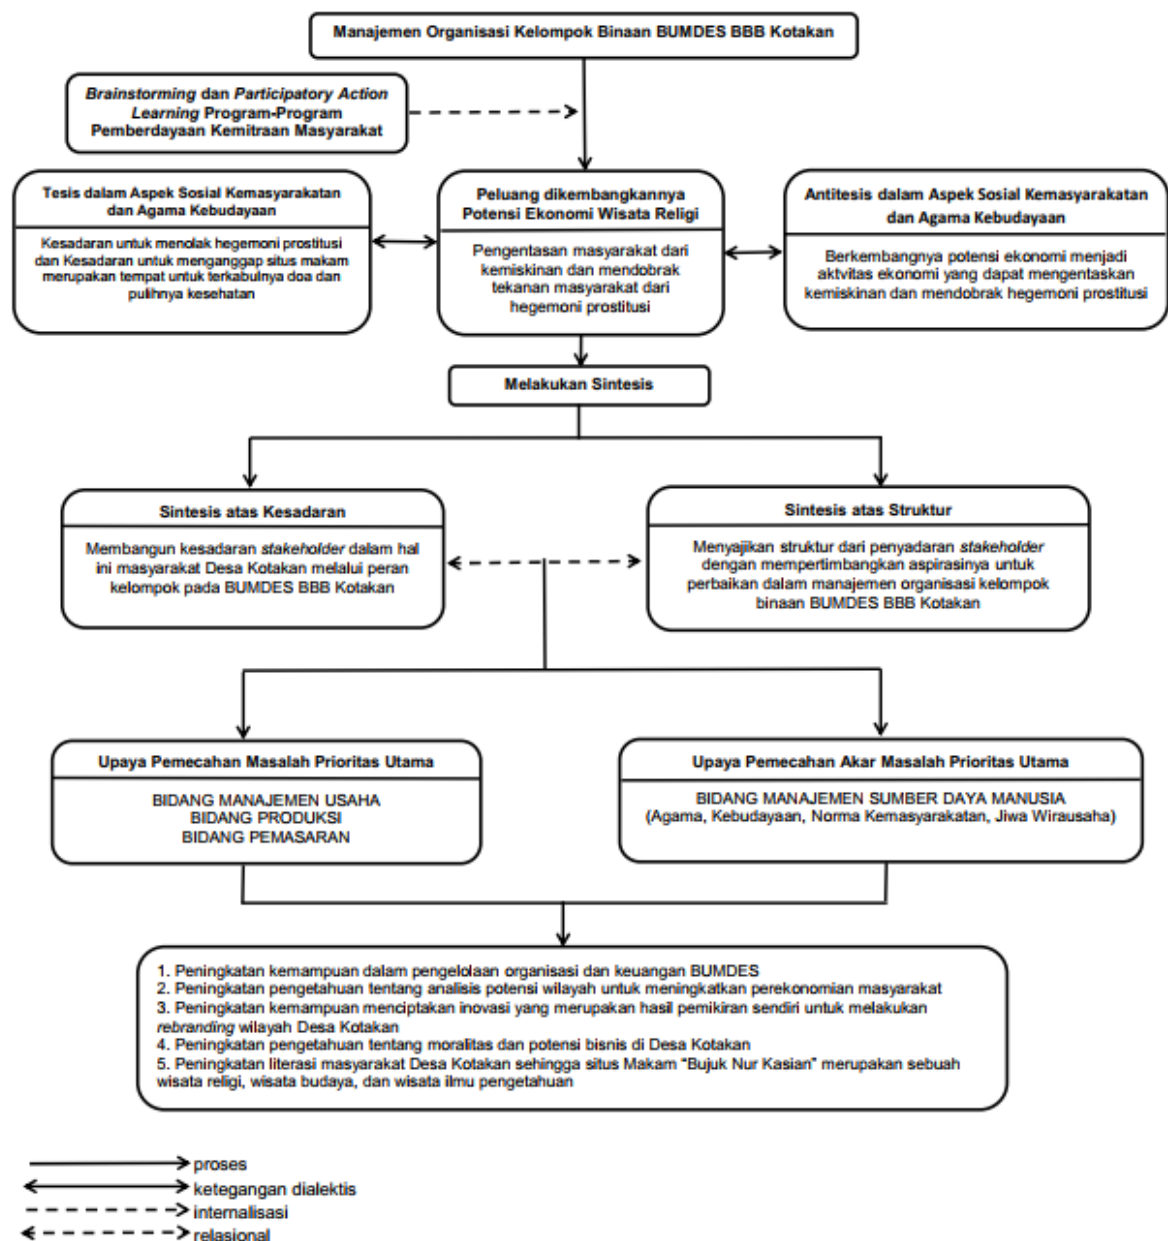 Manajemen Organisasi Kelompok Binaan BUMDES BBB Kotakan
Brainstorming dan Participatory Action
Learning Program-Program
Pemberdayaan Kemitraan Masyarakat
Tesis dalam Aspek Sosial Kemasyarakatan
dan Agama Kebudayaan
Kesadaran untuk menolak hegemoni prostitusi
dan Kesadaran untuk menganggap situs makam
merupakan tempat untuk terkabulnya doa dan
pulihnya kesehatan
Peluang dikembangkannya
Potensi Ekonomi Wisata Religi
Pengentasan masyarakat dari
kemiskinan dan mendobrak
tekanan masyarakat dari
hegemoni prostitusi
Antitesis dalam Aspek Sosial Kemasyarakatan
dan Agama Kebudayaan
Berkembangnya potensi ekonomi menjadi
aktvitas ekonomi yang dapat mengentaskan
kemiskinan dan mendobrak hegemoni prostitusi
Melakukan Sintesis
Sintesis atas Kesadaran
Membangun kesadaran stakeholder dalam hal
ini masyarakat Desa Kotakan melalui peran
kelompok pada BUMDES BBB Kotakan
Sintesis atas Struktur
Menyajikan struktur dari penyadaran stakeholder
dengan mempertimbangkan aspirasinya untuk
perbaikan dalam manajemen organisasi kelompok
binaan BUMDES BBB Kotakan
Upaya Pemecahan Masalah Prioritas Utama
BIDANG MANAJEMEN USAHA
BIDANG PRODUKSI
BIDANG PEMASARAN
Upaya Pemecahan Akar Masalah Prioritas Utama
BIDANG MANAJEMEN SUMBER DAYA MANUSIA
(Agama, Kebudayaan, Norma Kemasyarakatan, Jiwa Wirausaha)
1. Peningkatan kemampuan dalam pengelolaan organisasi dan keuangan BUMDES
2. Peningkatan pengetahuan tentang analisis potensi wilayah untuk meningkatkan perekonomian masyarakat
3. Peningkatan kemampuan menciptakan inovasi yang merupakan hasil pemikiran sendiri untuk melakukan
rebranding wilayah Desa Kotakan
4. Peningkatan pengetahuan tentang moralitas dan potensi bisnis di Desa Kotakan
5. Peningkatan literasi masyarakat Desa Kotakan sehingga situs Makam “Bujuk Nur Kasian” merupakan sebuah
wisata religi, wisata budaya, dan wisata ilmu pengetahuan
proses
ketegangan dialektis
internalisasi
relasional